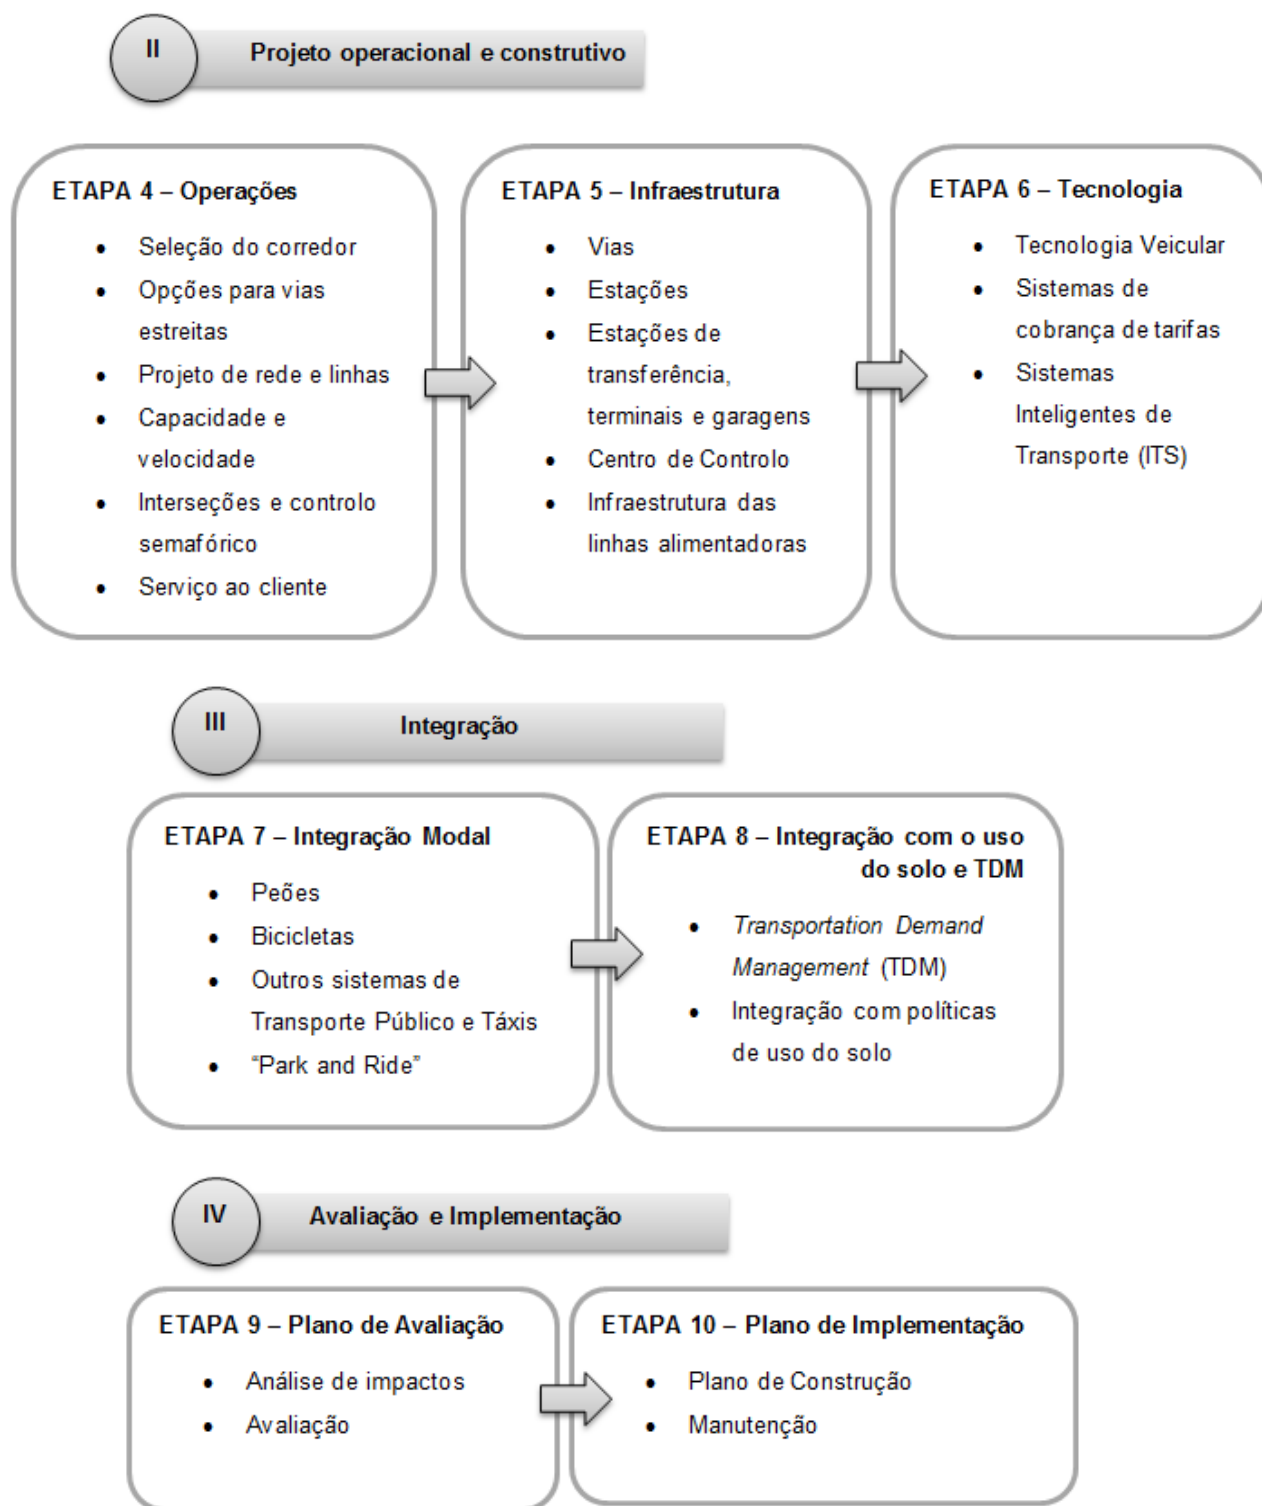 II
Projeto operacional e construtivo
ETAPA 4 – Operações
• Seleção do corredor
• Opções para vias
estreitas
• Projeto de rede e linhas
• Capacidade e
velocidade
• Interseções e controlo
semafórico
• Serviço ao cliente
ETAPA 5 – Infraestrutura
• Vias
• Estações
• Estações de
transferência,
terminais e garagens
• Centro de Controlo
• Infraestrutura das
linhas alimentadoras
ETAPA 6 – Tecnologia
• Tecnologia Veicular
• Sistemas de
cobrança de tarifas
• Sistemas
Inteligentes de
Transporte (ITS)
III
Integração
ETAPA 7 – Integração Modal
• Peões
• Bicicletas
• Outros sistemas de
Transporte Público e Táxis
• “Park and Ride”
ETAPA 8 – Integração com o uso
do solo e TDM
• Transportation Demand
Management (TDM)
• Integração com políticas
de uso do solo
IV
Avaliação e Implementação
ETAPA 9 – Plano de Avaliação
• Análise de impactos
• Avaliação
ETAPA 10 – Plano de Implementação
• Plano de Construção
• Manutenção